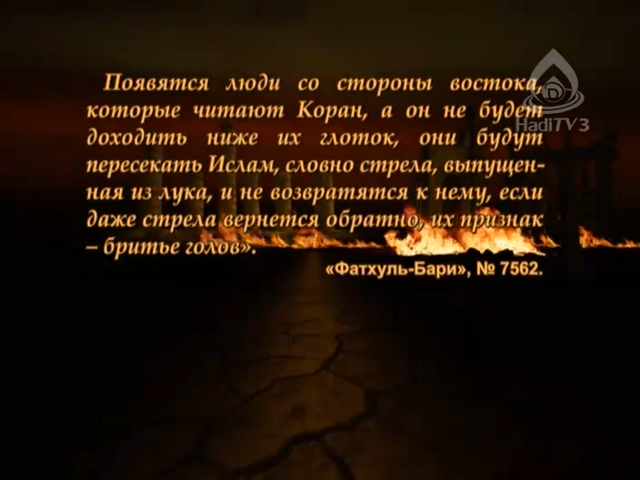 Появятся люди со стороны востока,
которые читают Коран, а он не будет
доходить ниже их глоток, они будут
пересекать Ислам, словно стрела, выпущен-
ная из лука, и не возвратятся к нему, если
даже стрела вернется обратно, их признак
– бритье голов».
«Фатхуль-Бари», № 7562.
HadiTV3